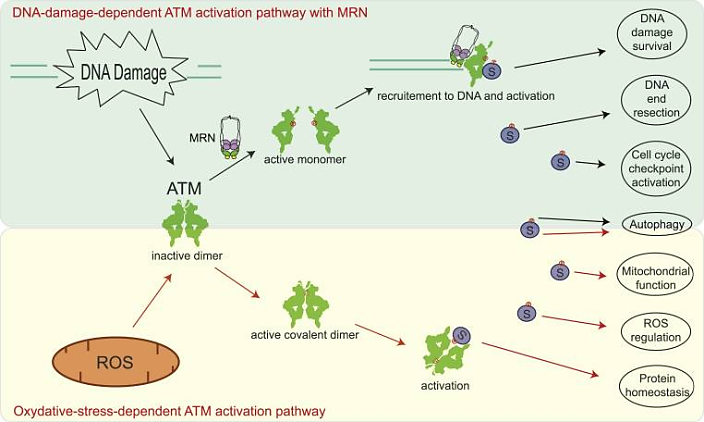 DNA-damage-dependent ATM activation pathway with MRN
DNA Damage
MRN
ATM
inactive dimer
active monomer
S
recruitement to DNA and activation
DNA
damage
survival
S
DNA
end
resection
S
Cell cycle
checkpoint
activation
S
Autophagy
S
Mitochondrial
function
S
ROS
regulation
ROS
active covalent dimer
S
activation
Protein
homeostasis
Oxydative-stress-dependent ATM activation pathway